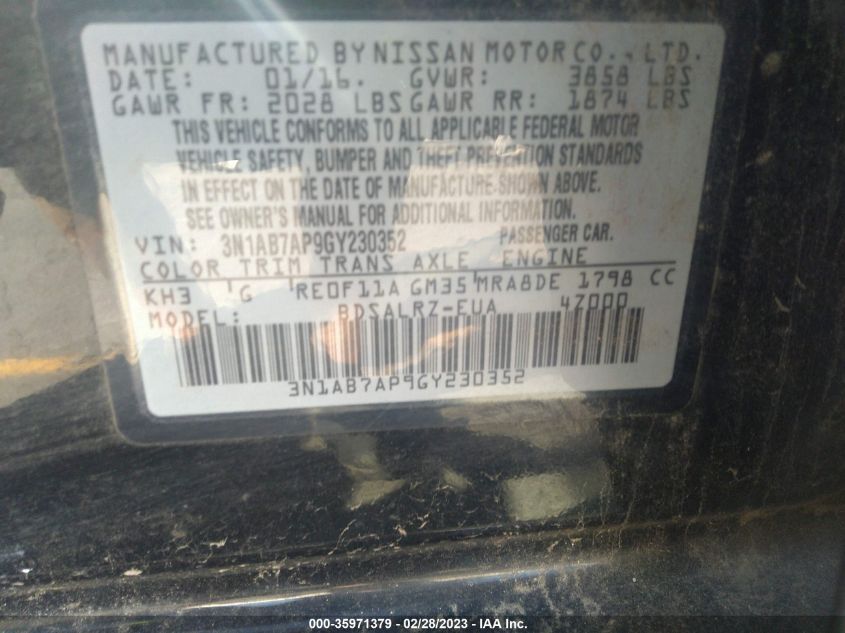 MANUFACTURED BY NISSAN MOTOR CO., LTD.
DATE: 01/16. GVWR: 3858 LBS
GAWR FR: 2028 LBS GAWR RR: 1874 LBS
THIS VEHICLE CONFORMS TO ALL APPLICABLE FEDERAL MOTOR
VEHICLE SAFETY, BUMPER AND THEFT PREVENTION STANDARDS
IN EFFECT ON THE DATE OF MANUFACTURE SHOWN ABOVE.
SEE OWNER'S MANUAL FOR ADDITIONAL INFORMATION.
VIN: 3N1AB7AP9GY230352 PASSENGER CAR.
COLOR TRIM TRANS AXLE ENGINE
KH3 G RE0F11A GM35 MRA8DE 1798 CC
MODEL: BDSALRZ-EUA 4Z000
3N1AB7AP9GY230352
000-35971379 - 02/28/2023 - © IAA Inc.